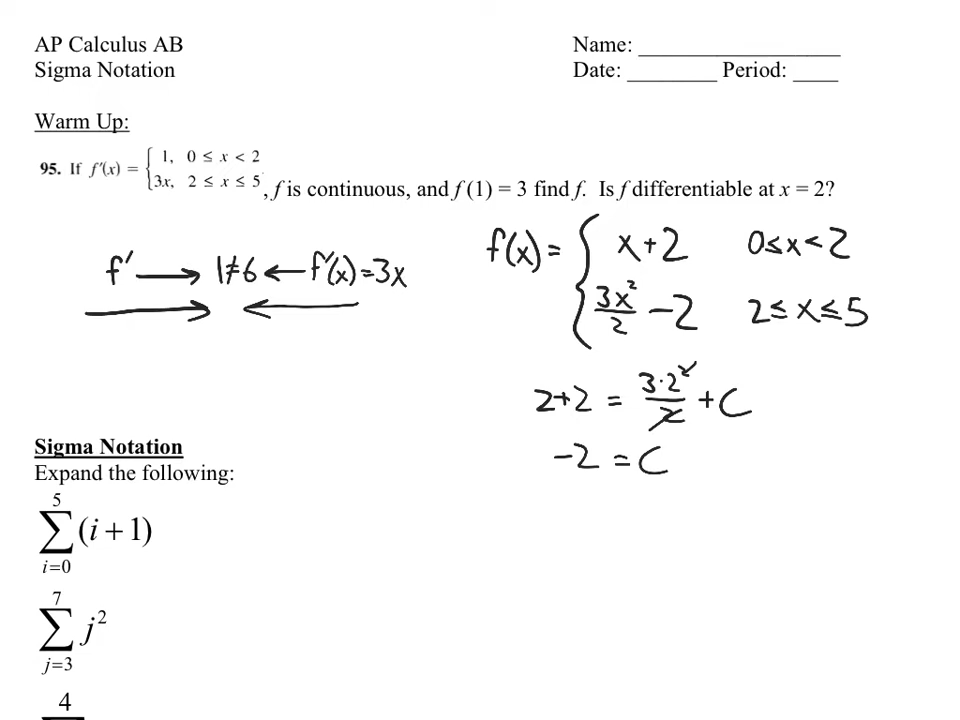 AP Calculus AB Name: ____________________
Sigma Notation Date: _________ Period: ____
Warm Up:
95. If f'(x) = { 1, 0 ≤ x < 2
3x, 2 ≤ x ≤ 5 , f is continuous, and f (1) = 3 find f. Is f differentiable at x = 2?
f' → 1≠6 ← f'(x)=3x
f(x) = { x+2 0≤x<2
3x²/2 −2 2≤x≤5
2+2 = 3·2²/2 + C
−2 = C
Sigma Notation
Expand the following:
5
∑ (i + 1)
i=0
7
∑ j²
j=3
4